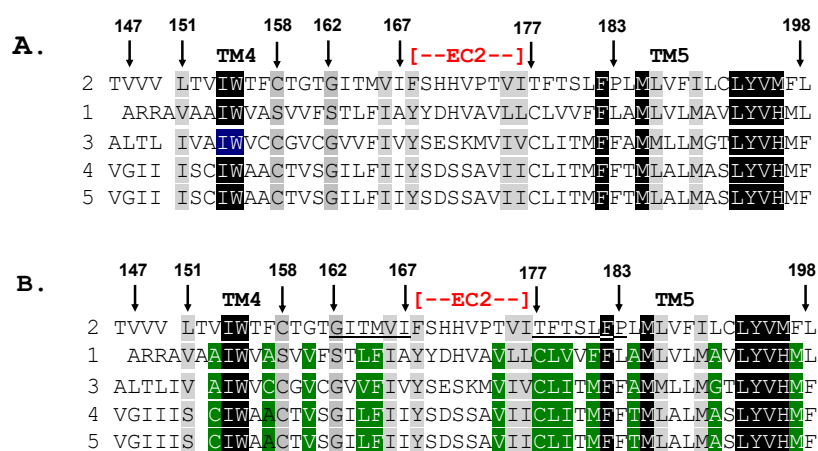 147 151 158 162 167 177 183 198
A. TM4 [--EC2---] TM5
2 TVVV LTVIWTFCTGTGITMVIFSHHVPTVITFTSLFPLMLVFILCLYVMFL
1 ARRAVAAIWVASVVFSTLFIAYYDHVAVLLCLVVFFLAMLVLMAVLYVHML
3 ALTL IVAIWVCCGVCGVVFIVYSESKMVIVCLITMFFAMMLLMGTLYVHMF
4 VGII ISCIWAACTVSGILFIIYSDSSAVIICLITMFFTMLALMASLYVHMF
5 VGII ISCIWAACTVSGILFIIYSDSSAVIICLITMFFTMLALMASLYVHMF
147 151 158 162 167 177 183 198
B. TM4 [--EC2---] TM5
2 TVVV LTVIWTFCTGTGITMVIFSHHVPTVITFTSLFPLMLVFILCLYVMFL
1 ARRAVAAIWVASVVFSTLFIAYYDHVAVLLCLVVFFLAMLVLMAVLYVHML
3 ALTLIV AIWVCCGVCGVVFIVYSESKMVIVCLITMFFAMMLLMGTLYVHMF
4 VGIIIS CIWAACTVSGILFIIYSDSSAVIICLITMFFTMLALMASLYVHMF
5 VGIIIS CIWAACTVSGILFIIYSDSSAVIICLITMFFTMLALMASLYVHMF